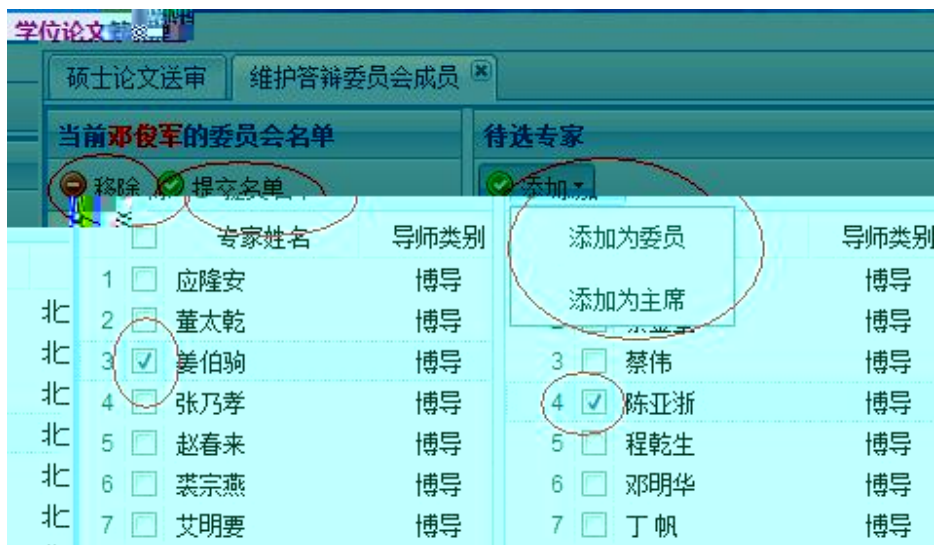 学位论文
硕士论文送审 维护答辩委员会成员
当前邓俊军的委员会名单 待选专家
移除 提交名单 添加
专家姓名 导师类别 添加为委员 导师类别
1 应隆安 博导 添加为主席 博导
北 2 董太乾 博导 博导
北 3 姜伯驹 博导 3 蔡伟 博导
北 4 张乃孝 博导 4 陈亚浙 博导
北 5 赵春来 博导 5 程乾生 博导
北 6 裘宗燕 博导 6 邓明华 博导
北 7 艾明要 博导 7 丁帆 博导